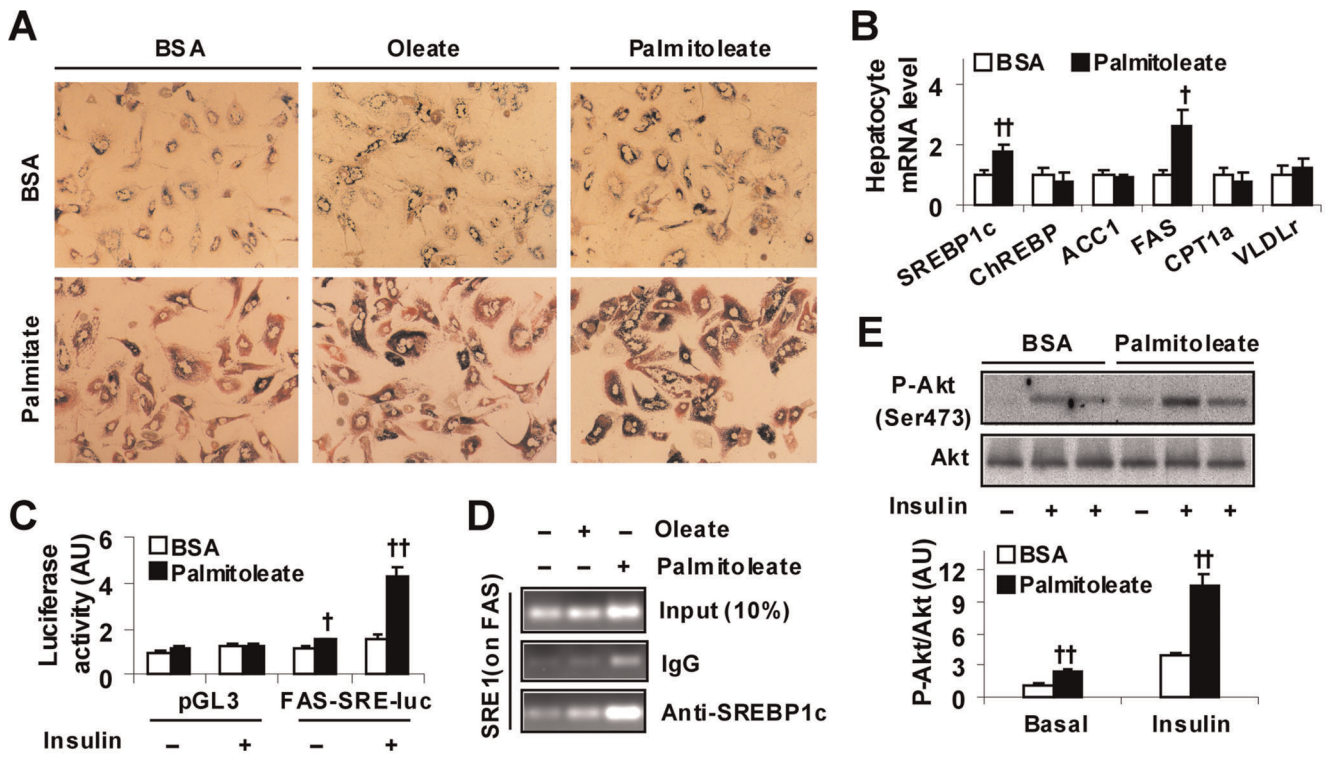 A
BSA
Oleate
Palmitoleate
BSA
Palmitate
B
BSA
Palmitoleate
Hepatocyte
mRNA level
4
2
0
††
†
SREBP1c
ChREBP
ACC1
FAS
CPT1a
VLDLr
C
Luciferase
activity (AU)
6
4
2
0
BSA
Palmitoleate
†
††
pGL3
FAS-SRE-luc
Insulin
– + – +
D
– + – Oleate
– – + Palmitoleate
SRE1(on FAS)
Input (10%)
IgG
Anti-SREBP1c
E
BSA
Palmitoleate
P-Akt
(Ser473)
Akt
Insulin – + + – + +
P-Akt/Akt (AU)
12
9
6
3
0
BSA
Palmitoleate
††
††
Basal
Insulin